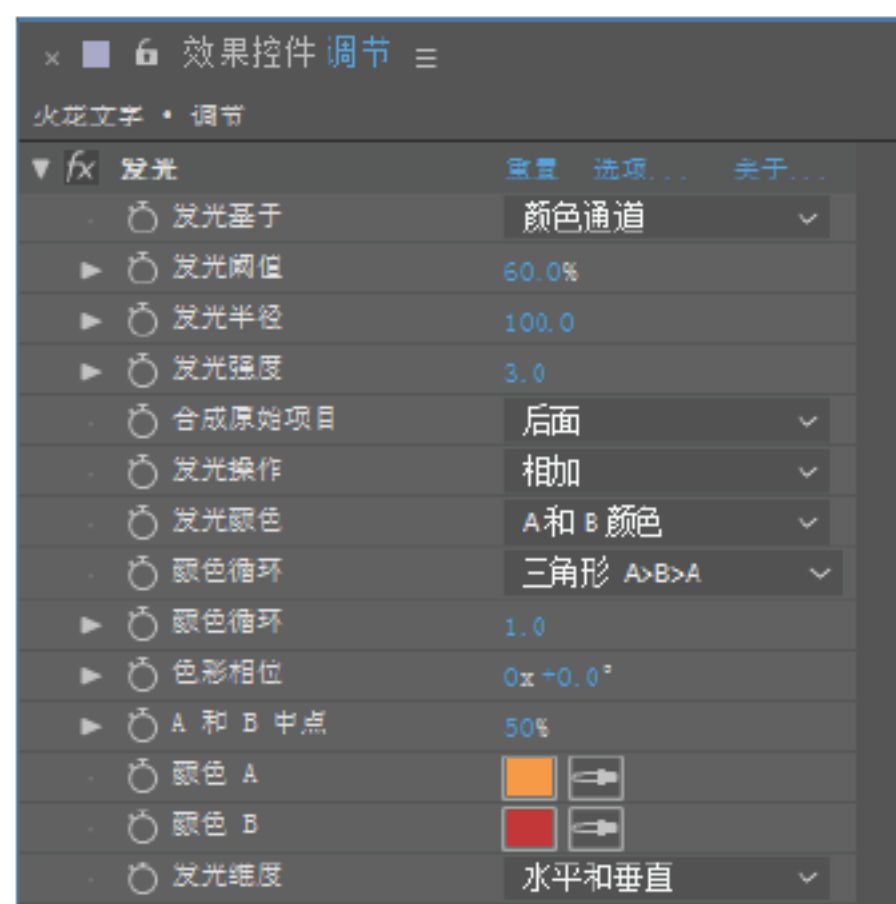 × 效果控件 调节 ≡
火花文字 • 调节
▼ fx 发光 重置 选项... 关于...
发光基于 颜色通道
发光阈值 60.0%
发光半径 100.0
发光强度 3.0
合成原始项目 后面
发光操作 相加
发光颜色 A 和 B 颜色
颜色循环 三角形 A>B>A
颜色循环 1.0
色彩相位 0x+0.0°
A 和 B 中点 50%
颜色 A
颜色 B
发光维度 水平和垂直